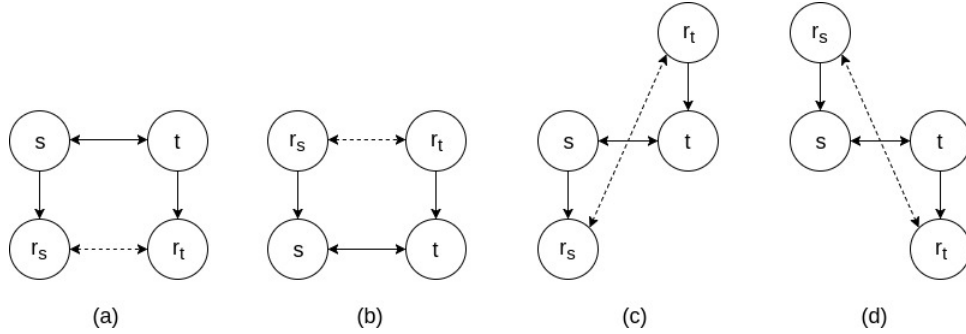 r_t r_s
s t r_s r_t s t s t
r_s r_t s t r_s r_t
(a) (b) (c) (d)